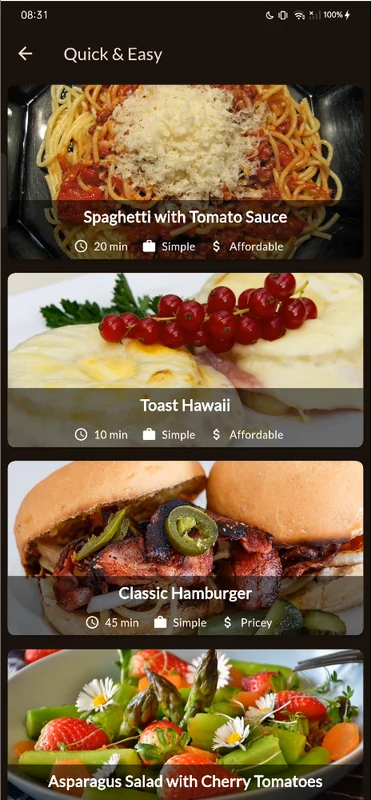 08:31
100%
Quick & Easy
Spaghetti with Tomato Sauce
20 min Simple $ Affordable
Toast Hawaii
10 min Simple $ Affordable
Classic Hamburger
45 min Simple $ Pricey
Asparagus Salad with Cherry Tomatoes